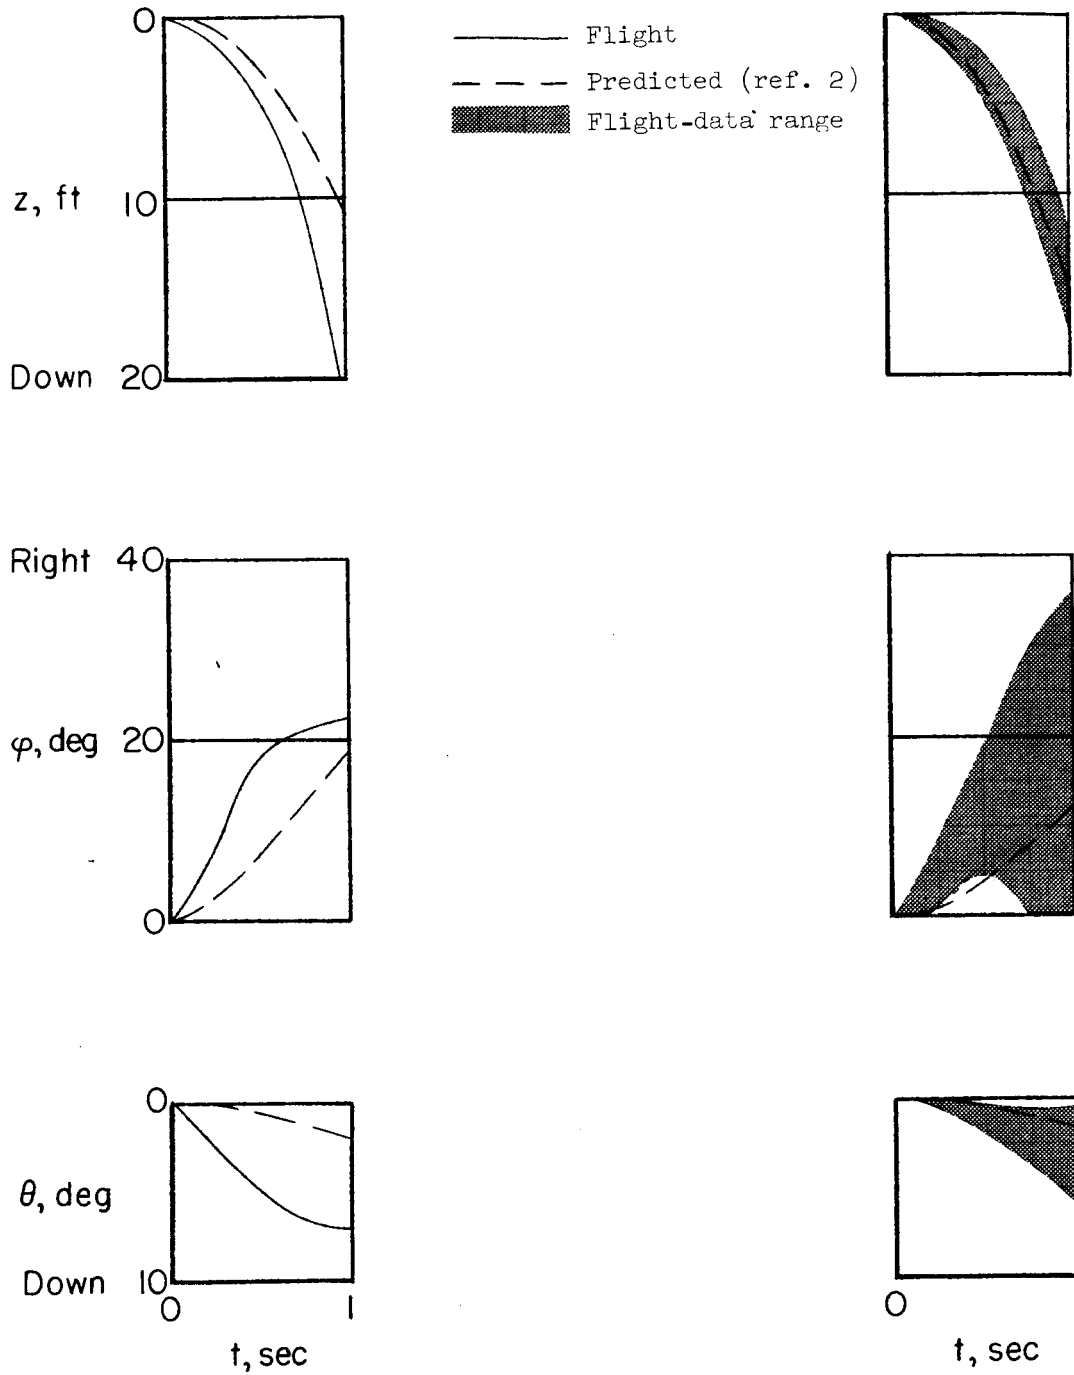 0
Flight
Predicted (ref. 2)
Flight-data range
z, ft 10
Down 20
Right 40
φ, deg 20
0
0
θ, deg
Down 10
0 1
t, sec
0
t, sec